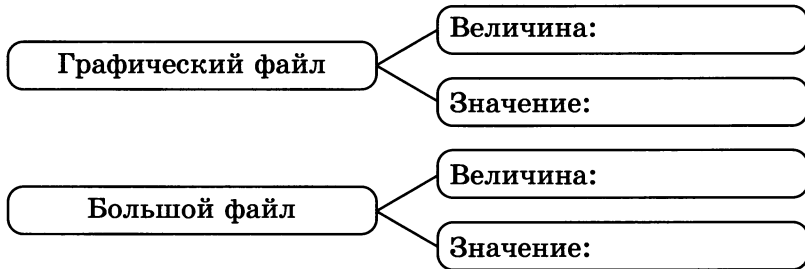 Величина:
Графический файл
Значение:
Величина:
Большой файл
Значение: